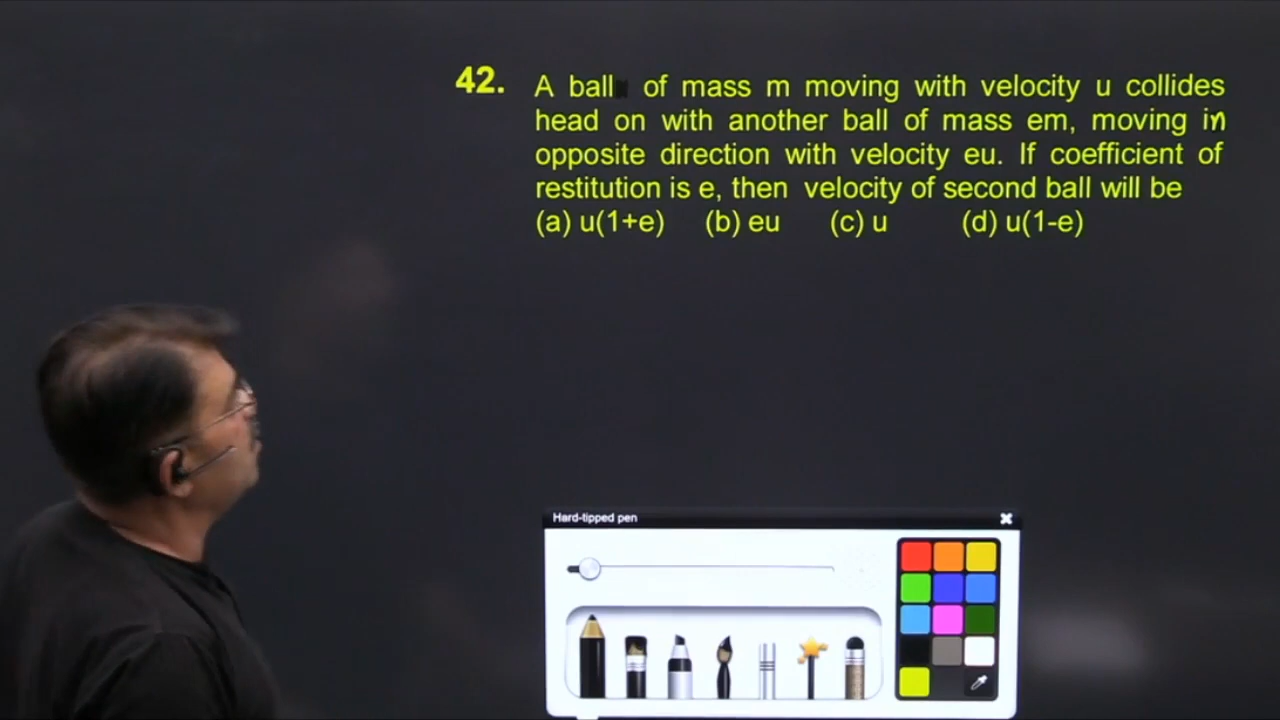 42. A ball of mass m moving with velocity u collides
head on with another ball of mass em, moving in
opposite direction with velocity eu. If coefficient of
restitution is e, then velocity of second ball will be
(a) u(1+e) (b) eu (c) u (d) u(1-e)
Hard-tipped pen